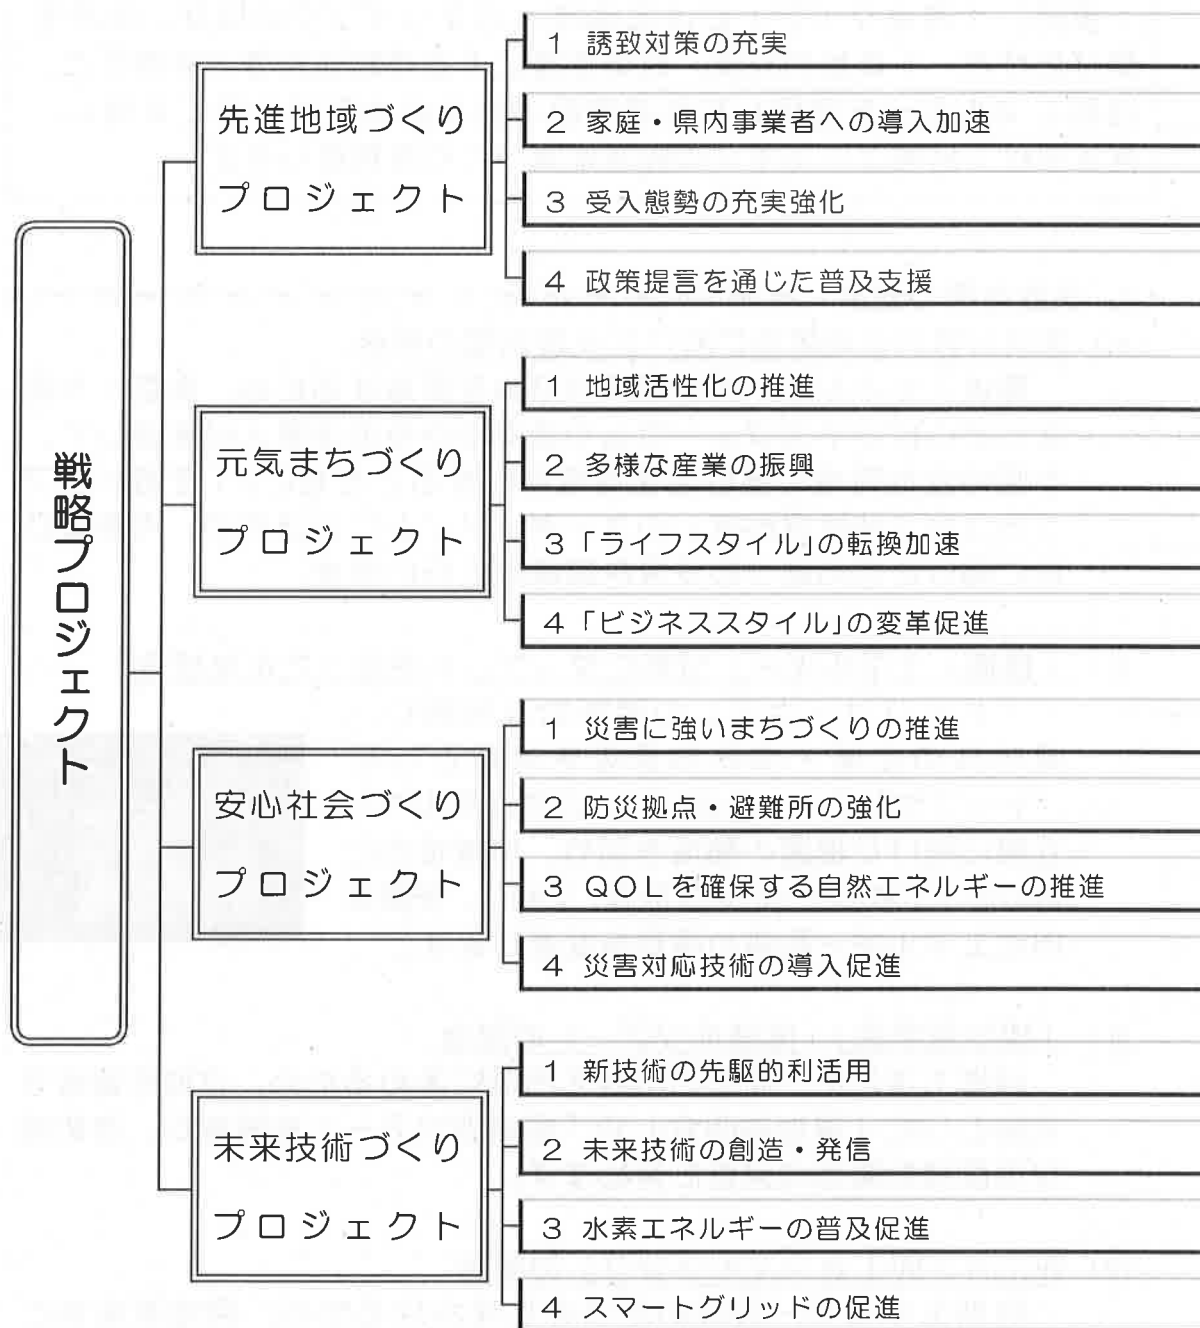 戦略プロジェクト
先進地域づくり
プロジェクト
1 誘致対策の充実
2 家庭・県内事業者への導入加速
3 受入態勢の充実強化
4 政策提言を通じた普及支援
元気まちづくり
プロジェクト
1 地域活性化の推進
2 多様な産業の振興
3 「ライフスタイル」の転換加速
4 「ビジネススタイル」の変革促進
安心社会づくり
プロジェクト
1 災害に強いまちづくりの推進
2 防災拠点・避難所の強化
3 QOLを確保する自然エネルギーの推進
4 災害対応技術の導入促進
未来技術づくり
プロジェクト
1 新技術の先駆的利活用
2 未来技術の創造・発信
3 水素エネルギーの普及促進
4 スマートグリッドの促進